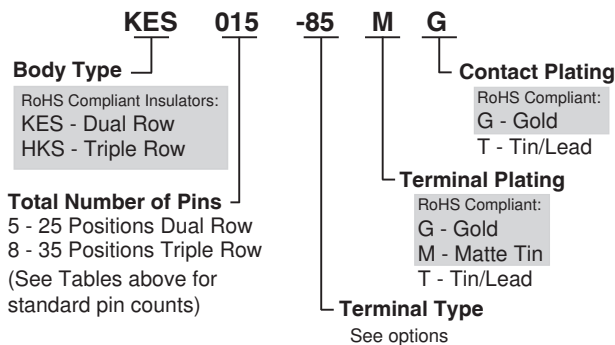 KES 015 -85 M G
Body Type
RoHS Compliant Insulators:
KES - Dual Row
HKS - Triple Row
Total Number of Pins
5 - 25 Positions Dual Row
8 - 35 Positions Triple Row
(See Tables above for
standard pin counts)
Contact Plating
RoHS Compliant:
G - Gold
T - Tin/Lead
Terminal Plating
RoHS Compliant:
G - Gold
M - Matte Tin
T - Tin/Lead
Terminal Type
See options